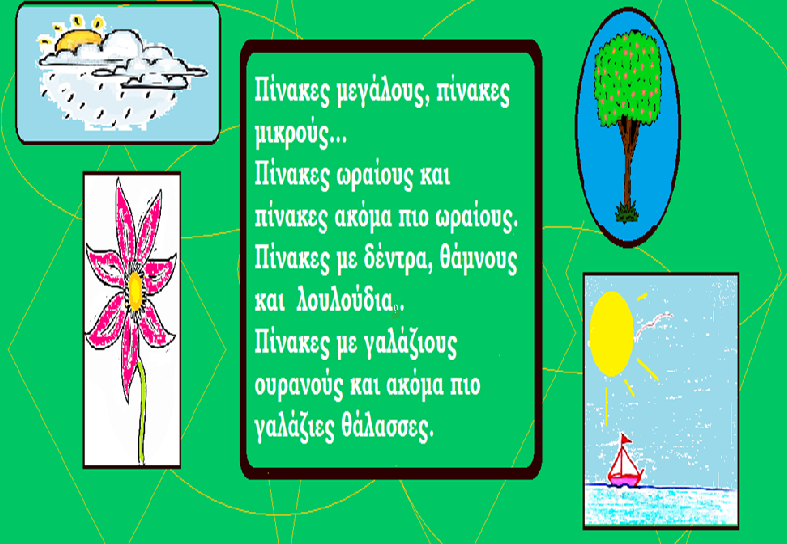 Πίνακες μεγάλους, πίνακες
μικρούς...
Πίνακες ωραίους και
πίνακες ακόμα πιο ωραίους.
Πίνακες με δέντρα, θάμνους
και λουλούδια..
Πίνακες με γαλάζιους
ουρανούς και ακόμα πιο
γαλάζιες θάλασσες.